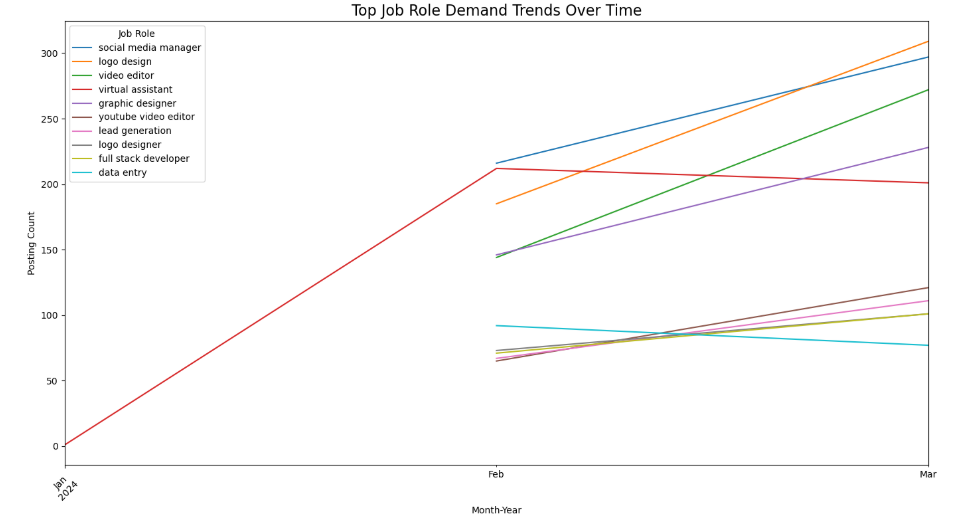 Top Job Role Demand Trends Over Time
Job Role
social media manager
logo design
video editor
virtual assistant
graphic designer
youtube video editor
lead generation
logo designer
full stack developer
data entry
Posting Count
300
250
200
150
100
50
0
Jan
2024
Feb
Mar
Month-Year